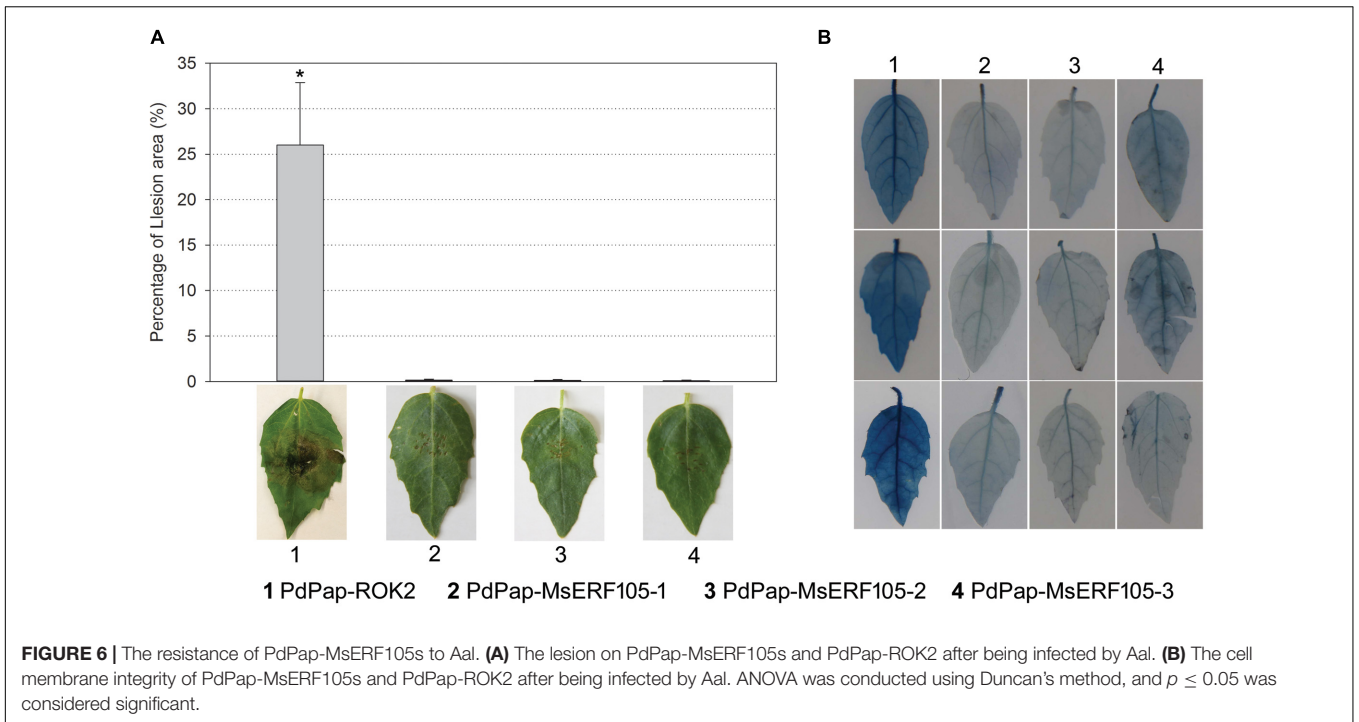 A
B
35
30
25
20
15
10
5
0
*
Percentage of Llesion area (%)
1 2 3 4
1 2 3 4
1 PdPap-ROK2 2 PdPap-MsERF105-1 3 PdPap-MsERF105-2 4 PdPap-MsERF105-3
FIGURE 6 | The resistance of PdPap-MsERF105s to Aal. (A) The lesion on PdPap-MsERF105s and PdPap-ROK2 after being infected by Aal. (B) The cell
membrane integrity of PdPap-MsERF105s and PdPap-ROK2 after being infected by Aal. ANOVA was conducted using Duncan's method, and p ≤ 0.05 was
considered significant.